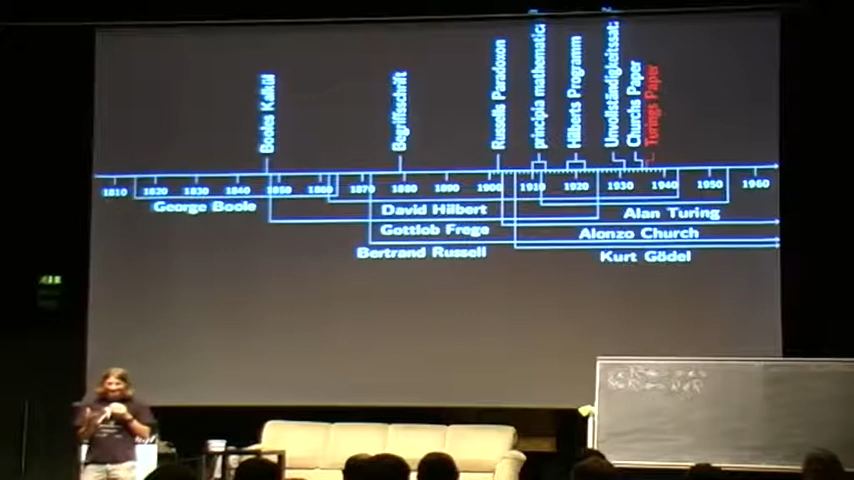 Booles Kalkül
Begriffsschrift
Russells Paradoxon
principia mathematica
Hilberts Programm
Churchs Paper
Turings Paper
1810 1820 1830 1840 1850 1860 1870 1880 1890 1900 1910 1920 1930 1940 1950 1960
George Boole
David Hilbert
Alan Turing
Gottlob Frege
Alonzo Church
Bertrand Russell
Kurt Gödel